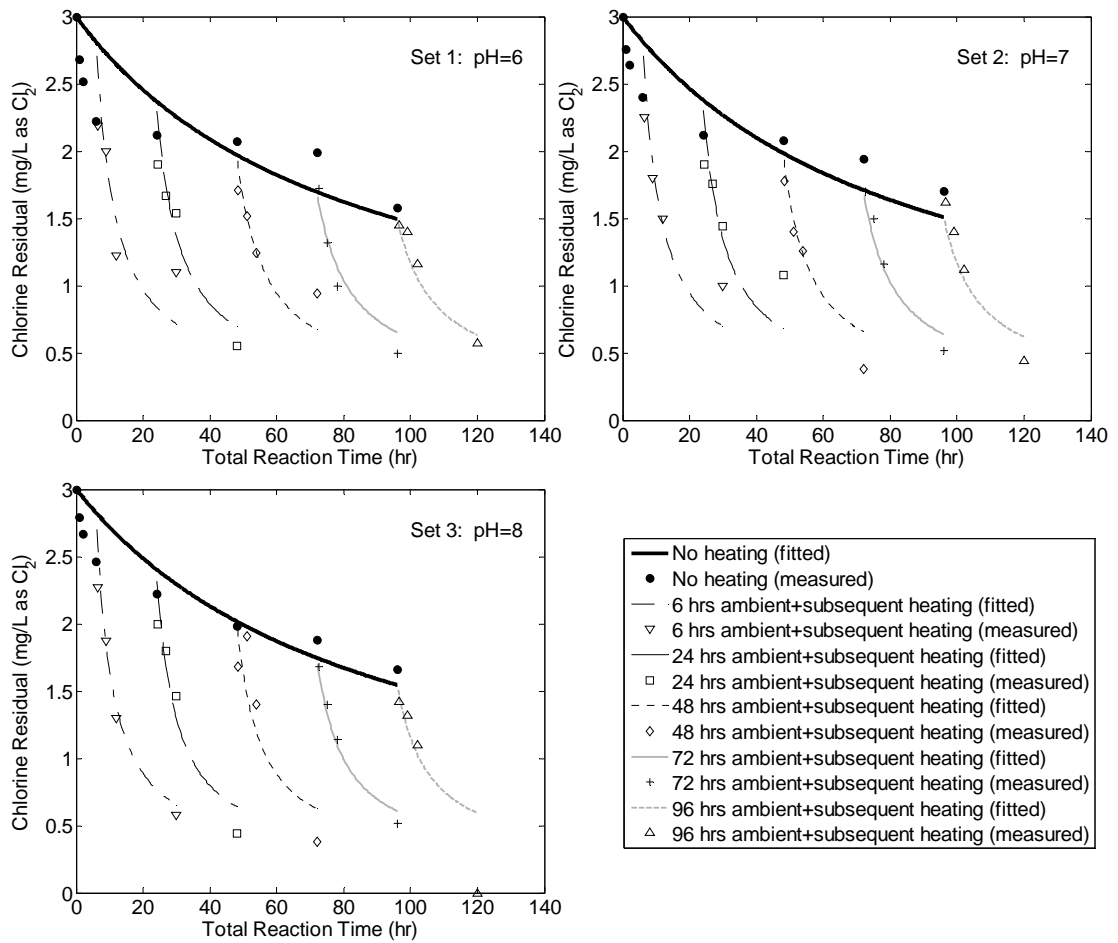 3
2.5
2
1.5
1
0.5
0
0 20 40 60 80 100 120 140
Chlorine Residual (mg/L as Cl2)
Total Reaction Time (hr)
Set 1: pH=6
3
2.5
2
1.5
1
0.5
0
0 20 40 60 80 100 120 140
Chlorine Residual (mg/L as Cl2)
Total Reaction Time (hr)
Set 2: pH=7
3
2.5
2
1.5
1
0.5
0
0 20 40 60 80 100 120 140
Chlorine Residual (mg/L as Cl2)
Total Reaction Time (hr)
Set 3: pH=8
No heating (fitted)
No heating (measured)
6 hrs ambient+subsequent heating (fitted)
6 hrs ambient+subsequent heating (measured)
24 hrs ambient+subsequent heating (fitted)
24 hrs ambient+subsequent heating (measured)
48 hrs ambient+subsequent heating (fitted)
48 hrs ambient+subsequent heating (measured)
72 hrs ambient+subsequent heating (fitted)
72 hrs ambient+subsequent heating (measured)
96 hrs ambient+subsequent heating (fitted)
96 hrs ambient+subsequent heating (measured)